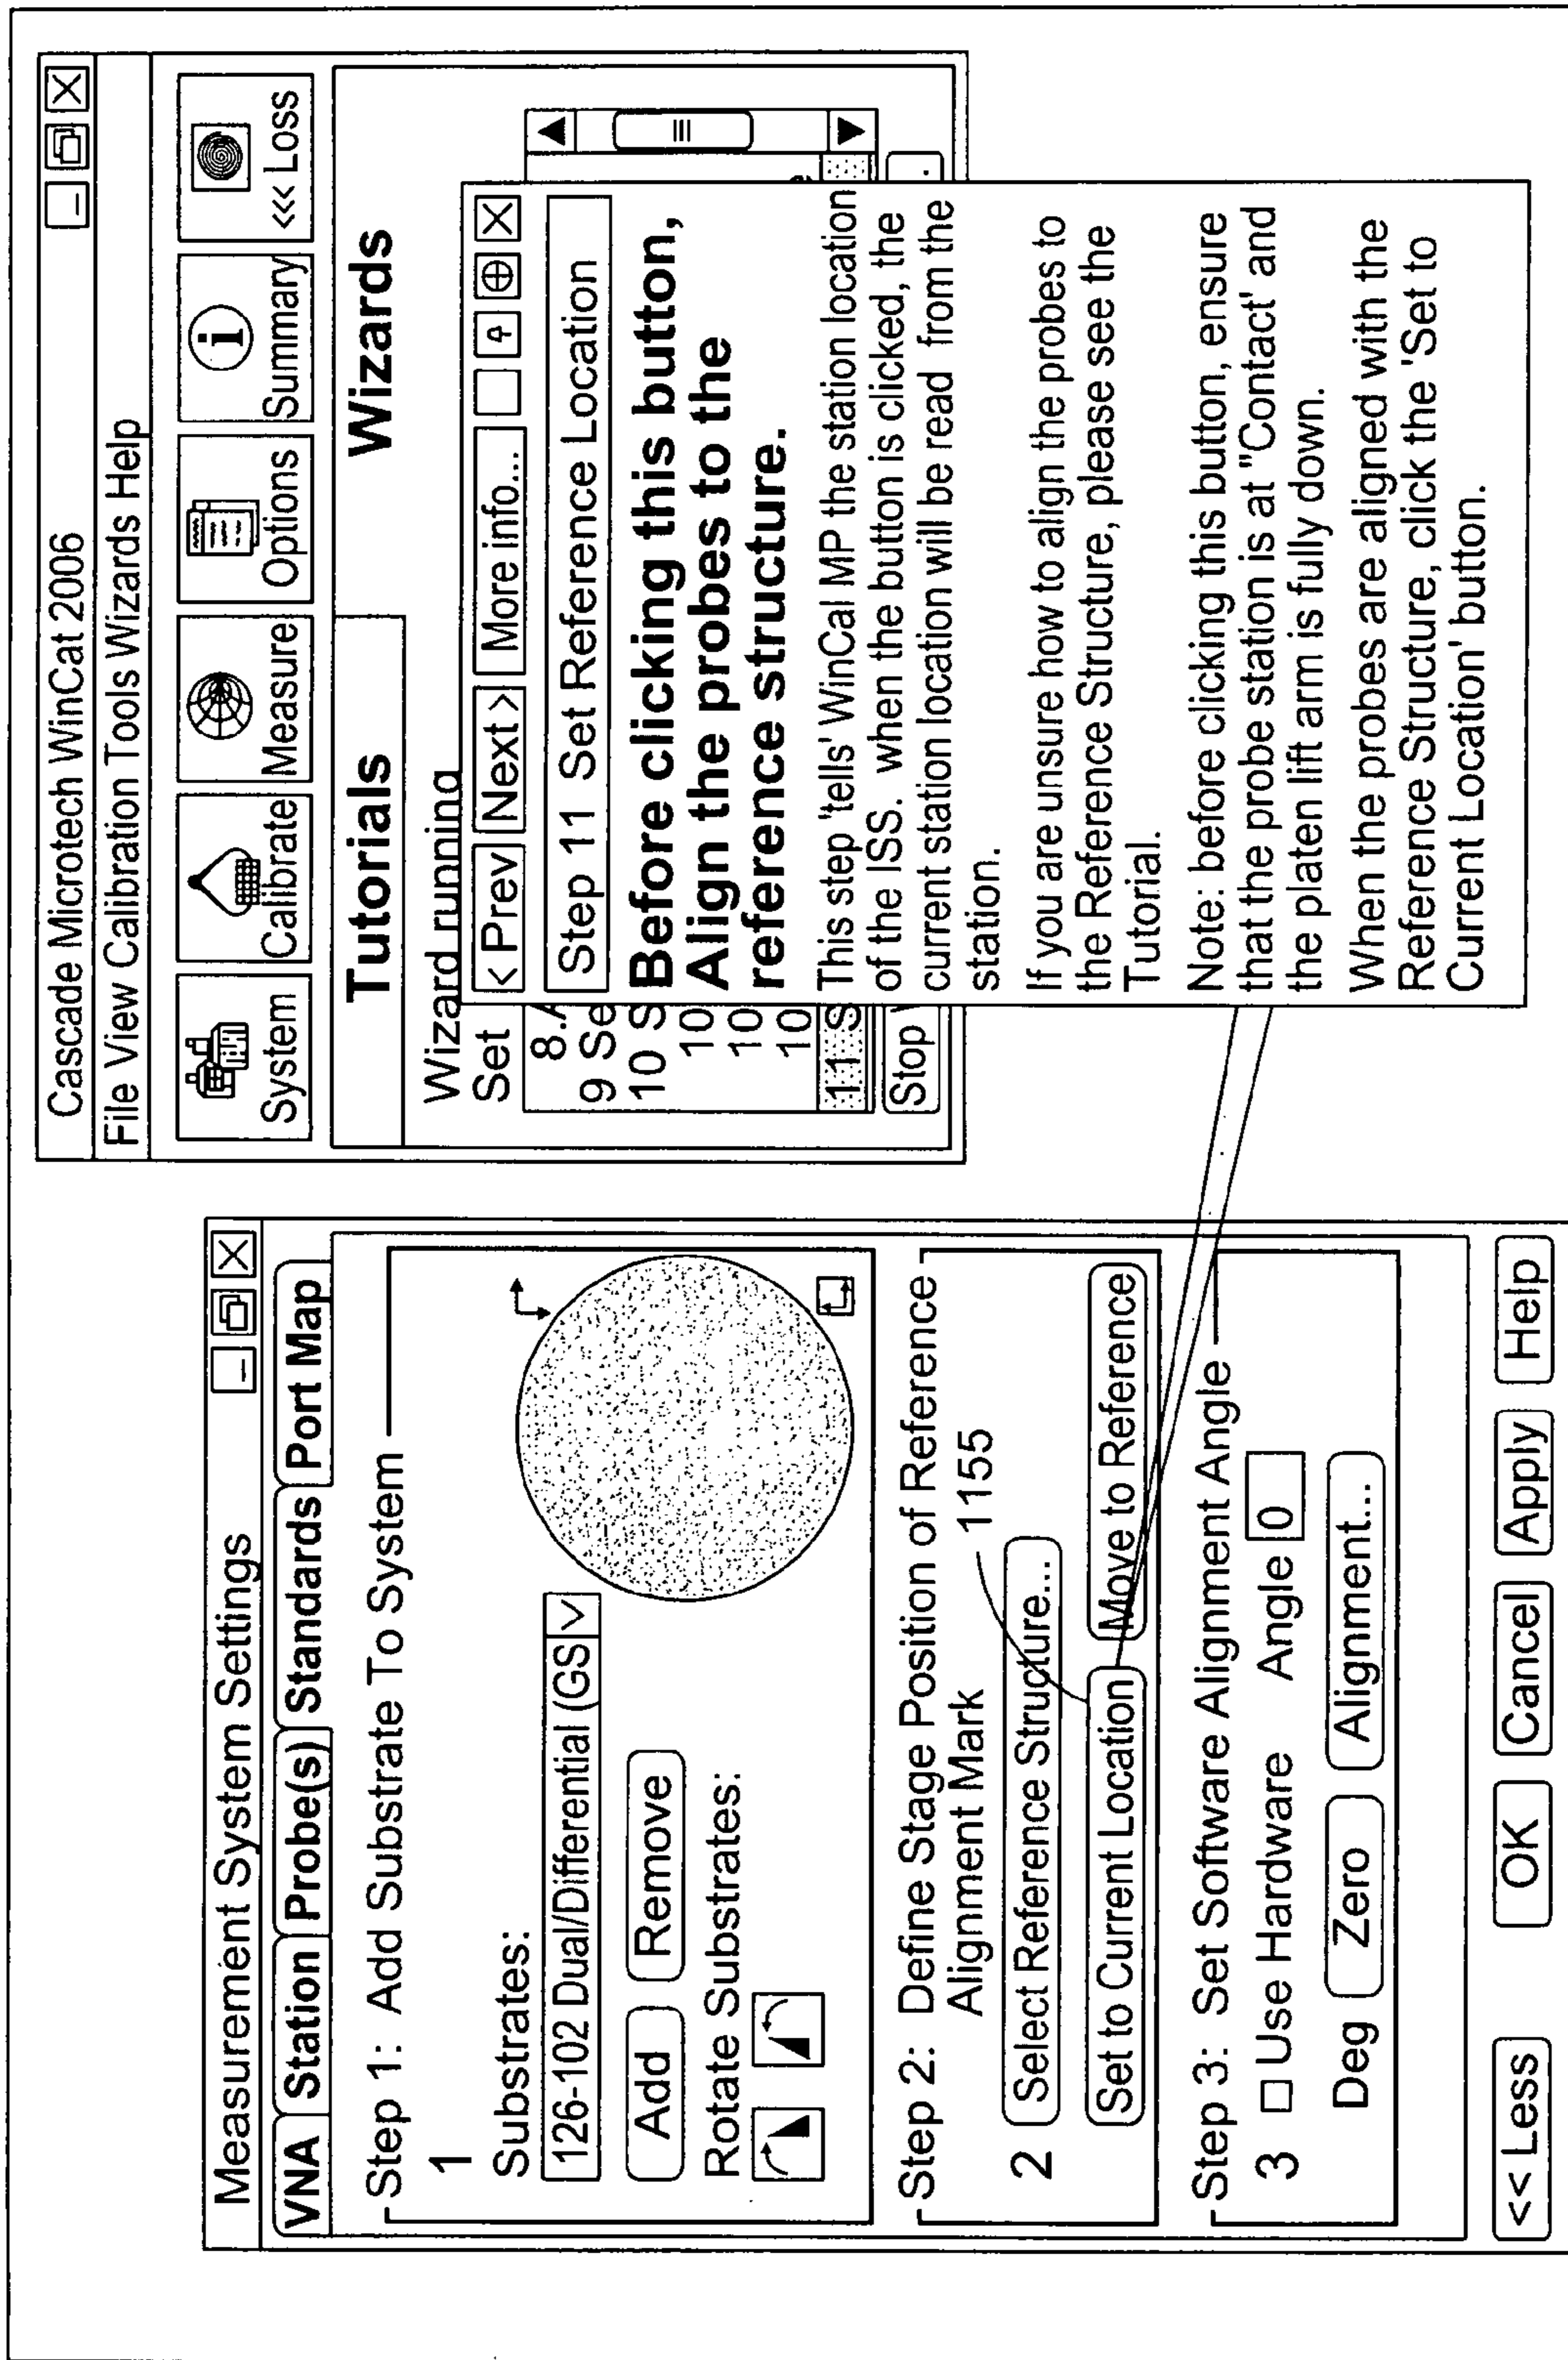 Measurement System Settings
VNA Station Probe(s) Standards Port Map
Step 1: Add Substrate To System
1
Substrates:
126-102 Dual/Differential (GS
Add Remove
Rotate Substrates:
Step 2: Define Stage Position of Reference
Alignment Mark
1155
2 Select Reference Structure...
Set to Current Location Move to Reference
Step 3: Set Software Alignment Angle
3 Use Hardware Angle 0
Deg Zero Alignment...
<< Less OK Cancel Apply Help
Cascade Microtech WinCat 2006
File View Calibration Tools Wizards Help
System Calibrate Measure Options Summary <<< Loss
Tutorials Wizards
Wizard running
Set
8.A
9 Se
10 S
10
10
10
11 S
Stop
< Prev Next > More info...
Step 11 Set Reference Location
Before clicking this button,
Align the probes to the
reference structure.
This step 'tells' WinCal MP the station location
of the ISS. when the button is clicked, the
current station location will be read from the
station.
If you are unsure how to align the probes to
the Reference Structure, please see the
Tutorial.
Note: before clicking this button, ensure
that the probe station is at "Contact' and
the platen lift arm is fully down.
When the probes are aligned with the
Reference Structure, click the 'Set to
Current Location' button.